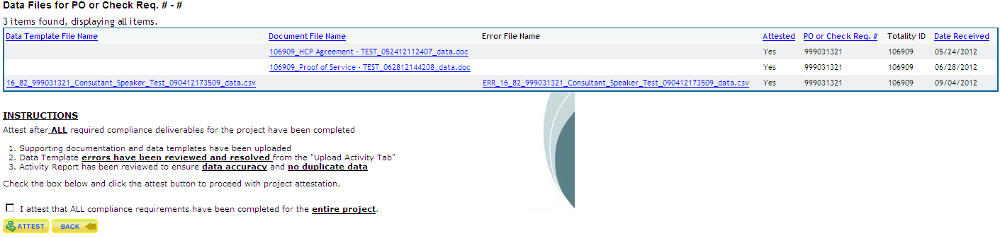 Data Files for PO or Check Req. # - #
3 items found, displaying all items.
Data Template File Name Document File Name Error File Name Attested PO or Check Req. # Totality ID Date Received
106909_HCP Agreement - TEST_052412112407_data.doc Yes 999031321 106909 05/24/2012
106909_Proof of Service - TEST_062812144208_data.doc Yes 999031321 106909 06/28/2012
16_82_999031321_Consultant_Speaker_Test_090412173509_data.csv ERR_16_82_999031321_Consultant_Speaker_Test_090412173509_data.csv Yes 999031321 106909 09/04/2012
INSTRUCTIONS
Attest after ALL required compliance deliverables for the project have been completed
1. Supporting documentation and data templates have been uploaded
2. Data Template errors have been reviewed and resolved from the "Upload Activity Tab"
3. Activity Report has been reviewed to ensure data accuracy and no duplicate data
Check the box below and click the attest button to proceed with project attestation.
I attest that ALL compliance requirements have been completed for the entire project.
ATTEST BACK